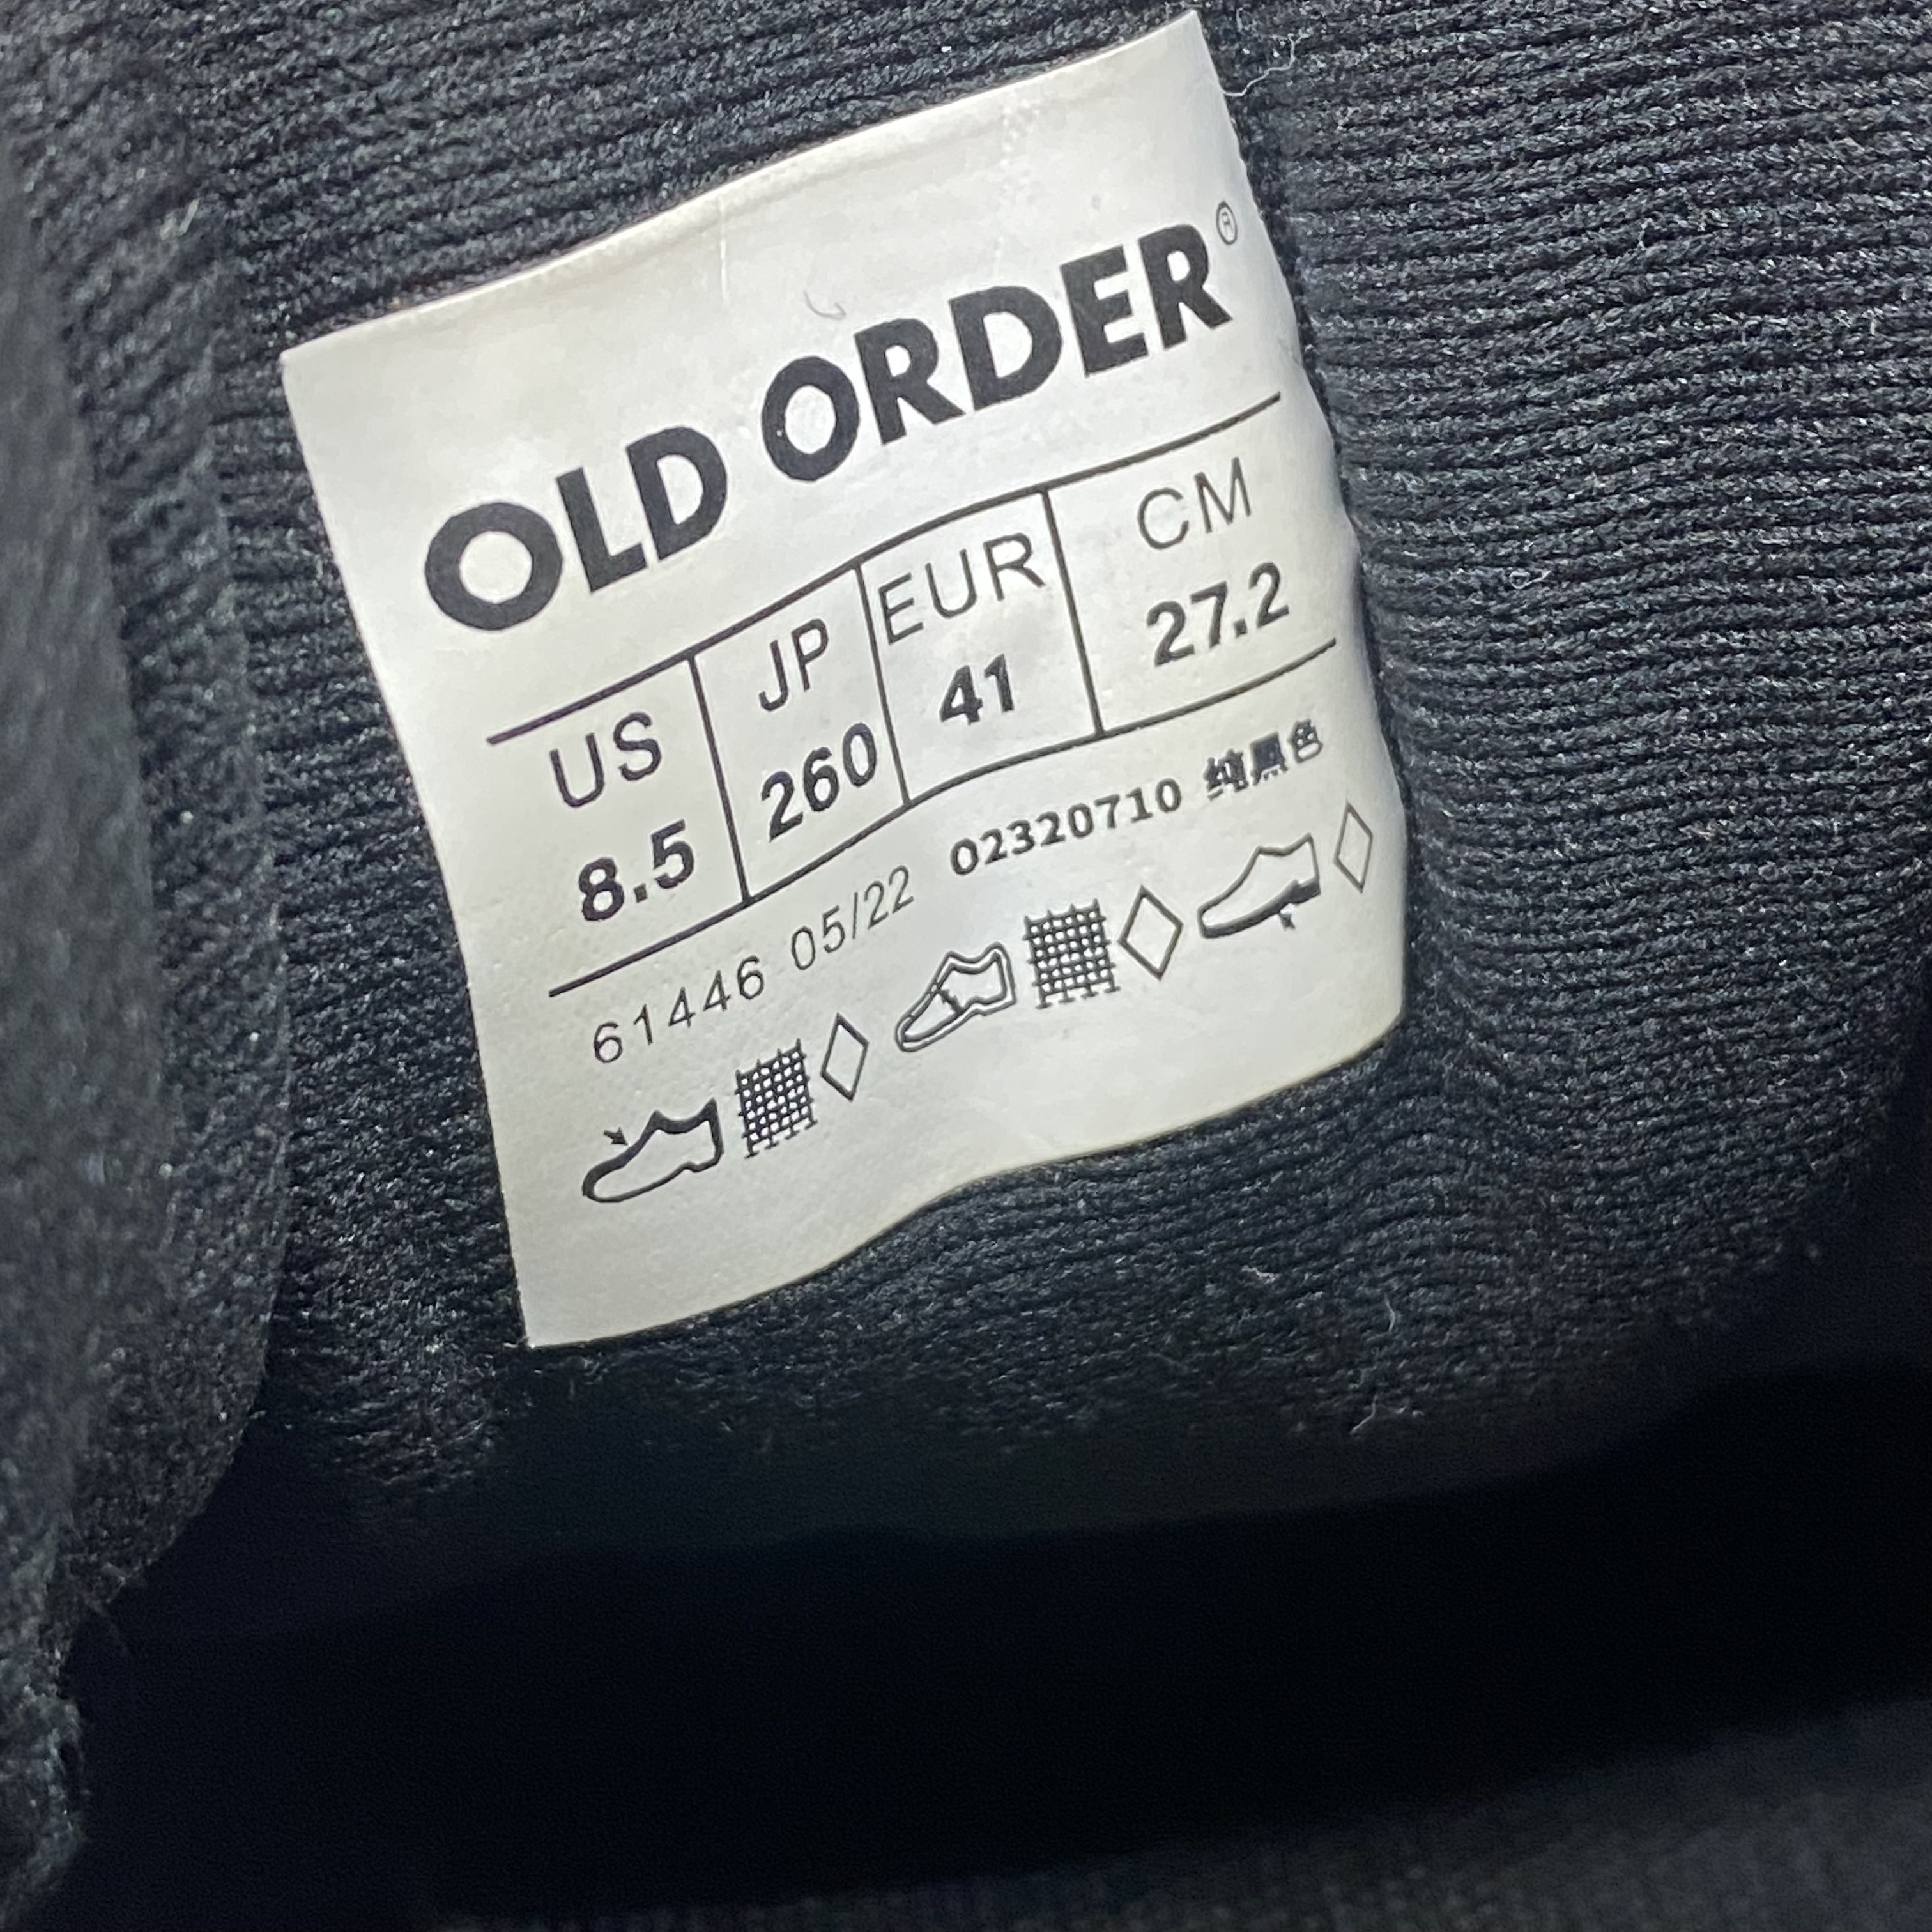 OLD ORDER®
US JP EUR CM
8.5 260 41 27.2
61446 05/22 02320710 纯黑色